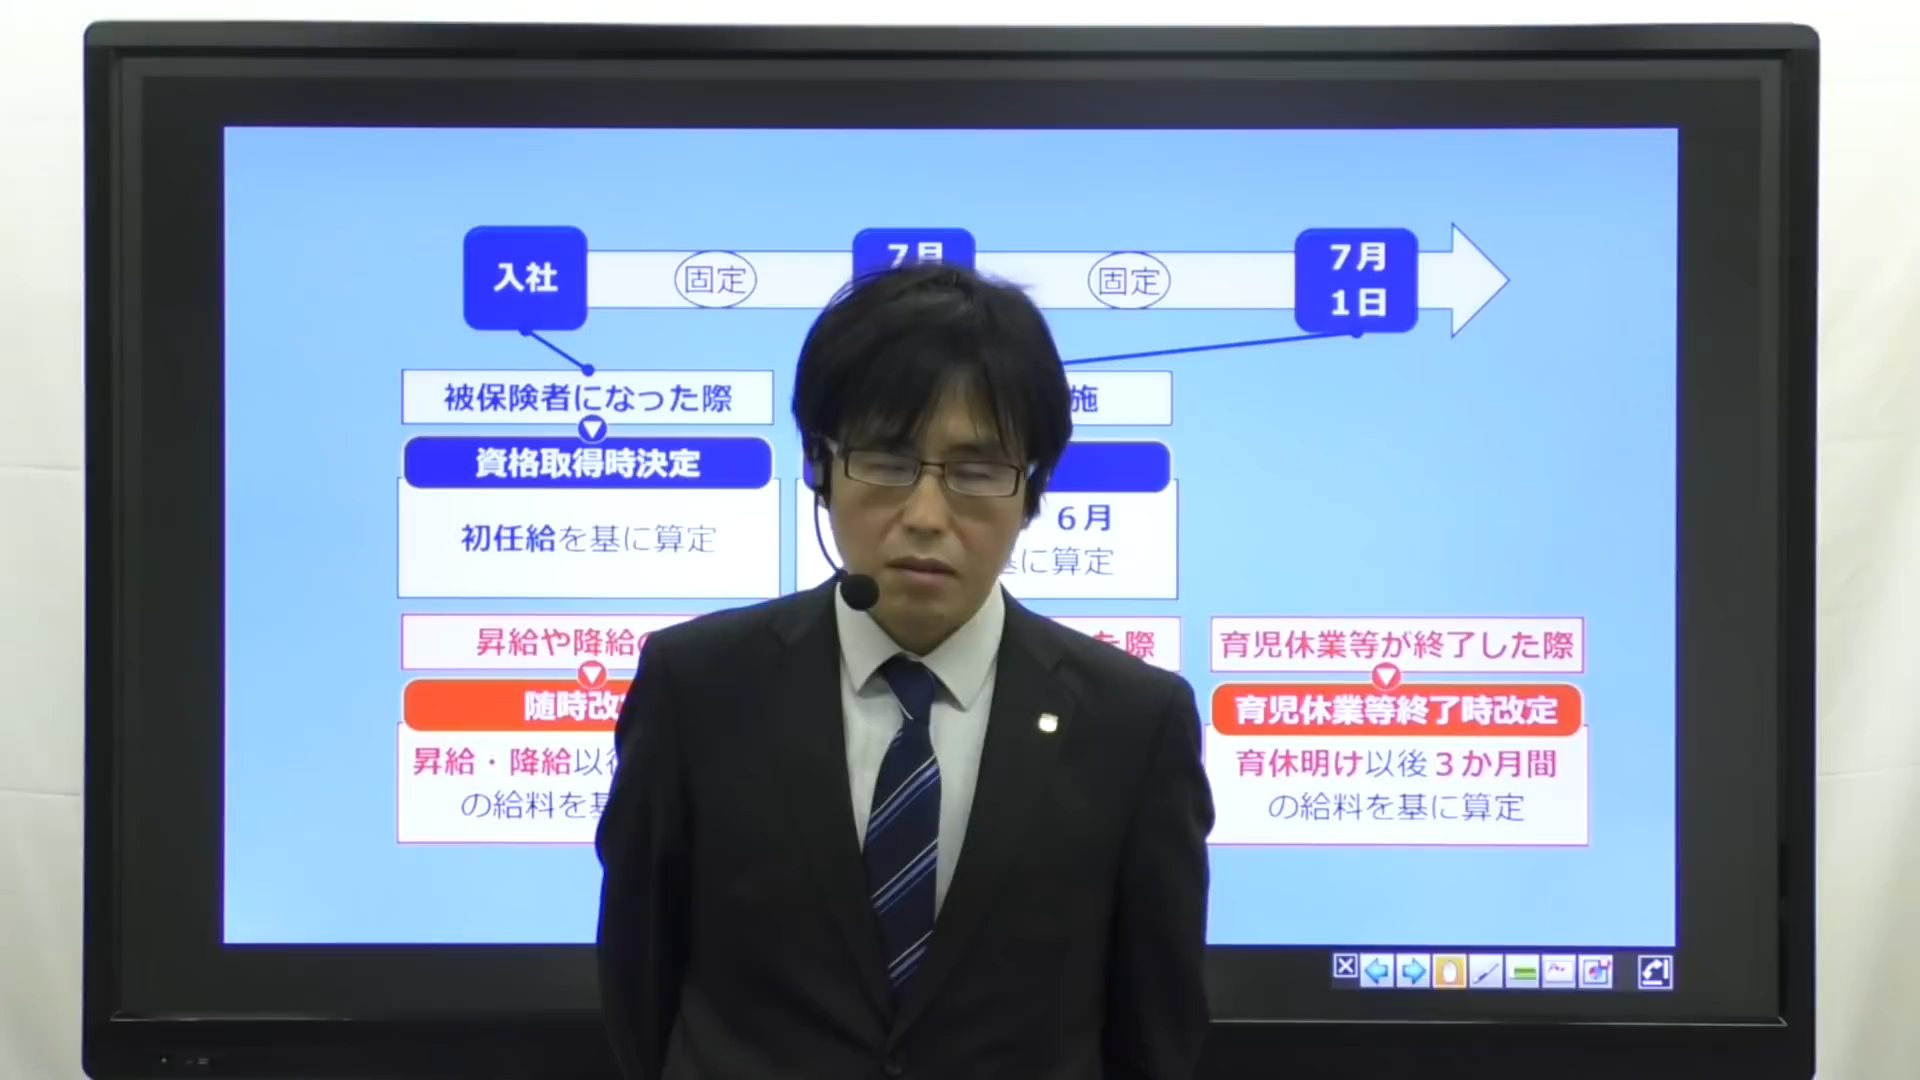 入社
固定
7月
固定
7月
1日
被保険者になった際
施
資格取得時決定
初任給を基に算定
6月
に算定
昇給や降給
た際
育児休業等が終了した際
随時改
育児休業等終了時改定
昇給・降給以
の給料を
育休明け以後3か月間
の給料を基に算定